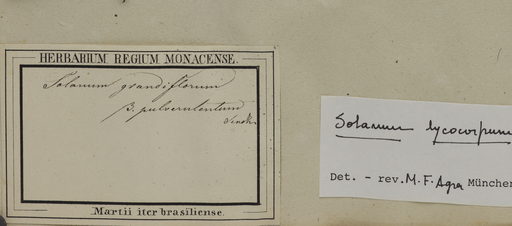 HERBARIUM REGIUM MONACENSE.
Solanum grandiflorum
β. pulverulentum
Sendt.
Martii iter brasiliense.
Solanum lycocarpum
Det. - rev. M. F. Agra München